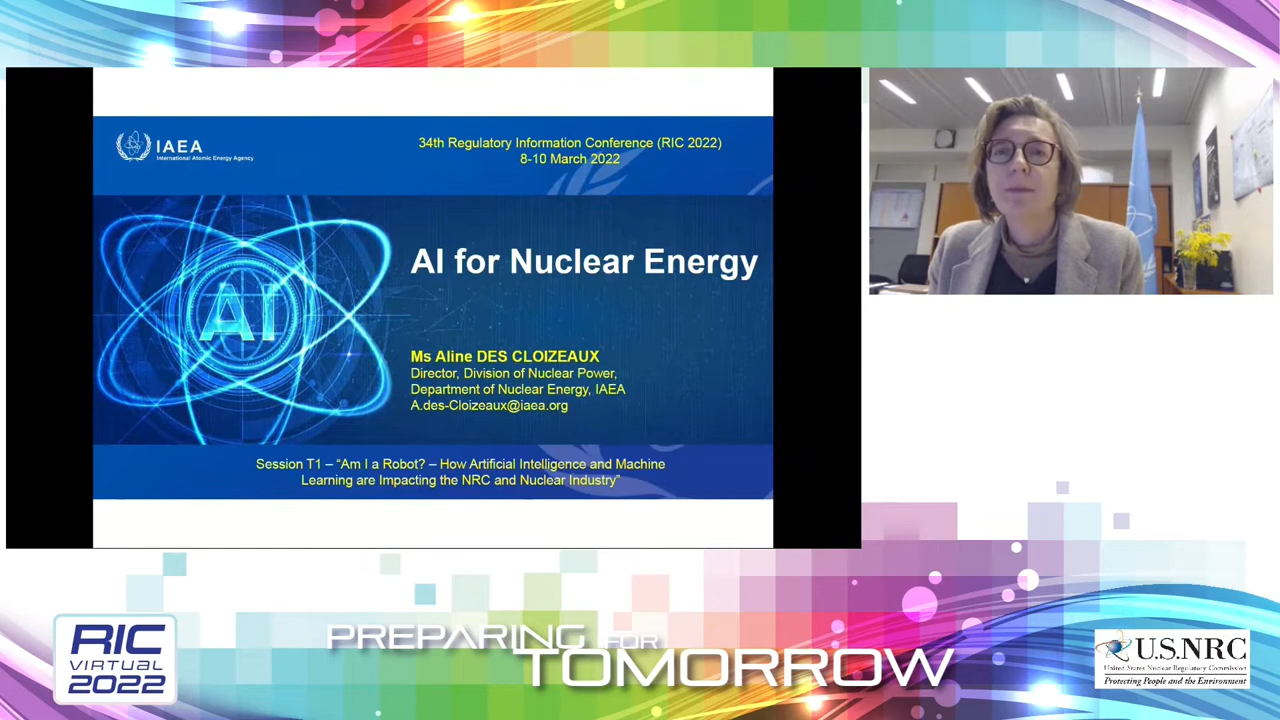 IAEA
International Atomic Energy Agency
34th Regulatory Information Conference (RIC 2022)
8-10 March 2022
AI
AI for Nuclear Energy
Ms Aline DES CLOIZEAUX
Director, Division of Nuclear Power,
Department of Nuclear Energy, IAEA
A.des-Cloizeaux@iaea.org
Session T1 – “Am I a Robot? – How Artificial Intelligence and Machine
Learning are Impacting the NRC and Nuclear Industry”
RIC
VIRTUAL
2022
PREPARING FOR
TOMORROW
U.S.NRC
United States Nuclear Regulatory Commission
Protecting People and the Environment